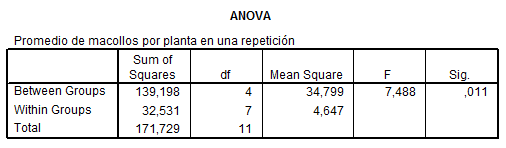 ANOVA
Promedio de macollos por planta en una repetición
Sum of Squares df Mean Square F Sig.
Between Groups 139,198 4 34,799 7,488 ,011
Within Groups 32,531 7 4,647
Total 171,729 11